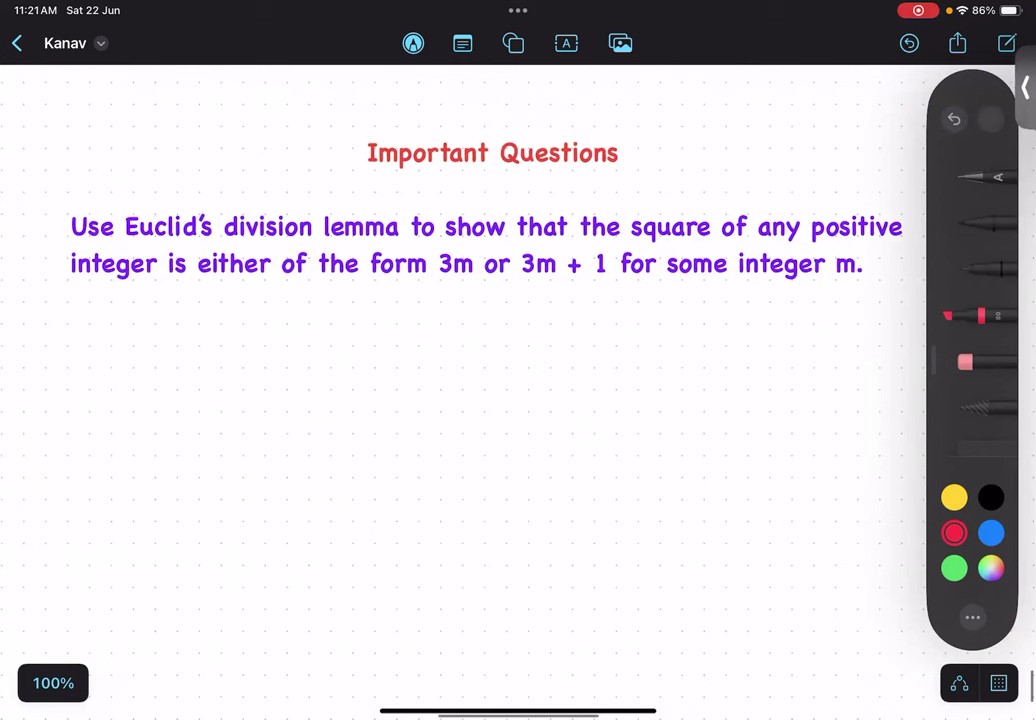 11:21 AM Sat 22 Jun
86%
Kanav
A
A
Important Questions
Use Euclid's division lemma to show that the square of any positive
integer is either of the form 3m or 3m + 1 for some integer m.
80
100%